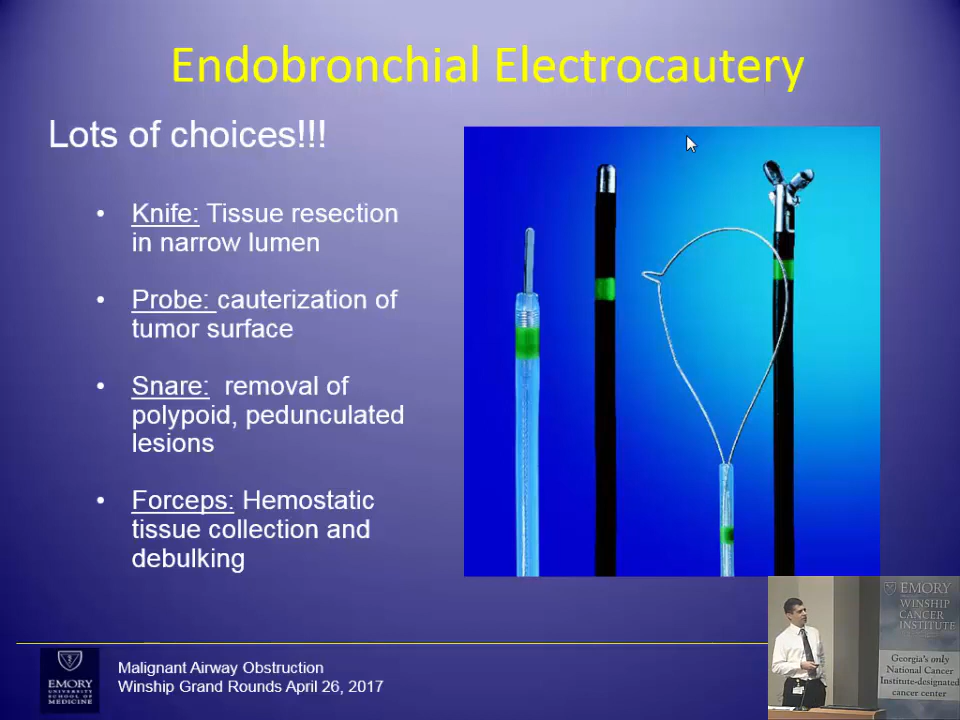 Endobronchial Electrocautery
Lots of choices!!!
• Knife: Tissue resection
in narrow lumen
• Probe: cauterization of
tumor surface
• Snare: removal of
polypoid, pedunculated
lesions
• Forceps: Hemostatic
tissue collection and
debulking
EMORY
UNIVERSITY
SCHOOL OF
MEDICINE
Malignant Airway Obstruction
Winship Grand Rounds April 26, 2017
EMORY
WINSHIP
CANCER
INSTITUTE
Georgia's only
National Cancer
Institute-designated
cancer center